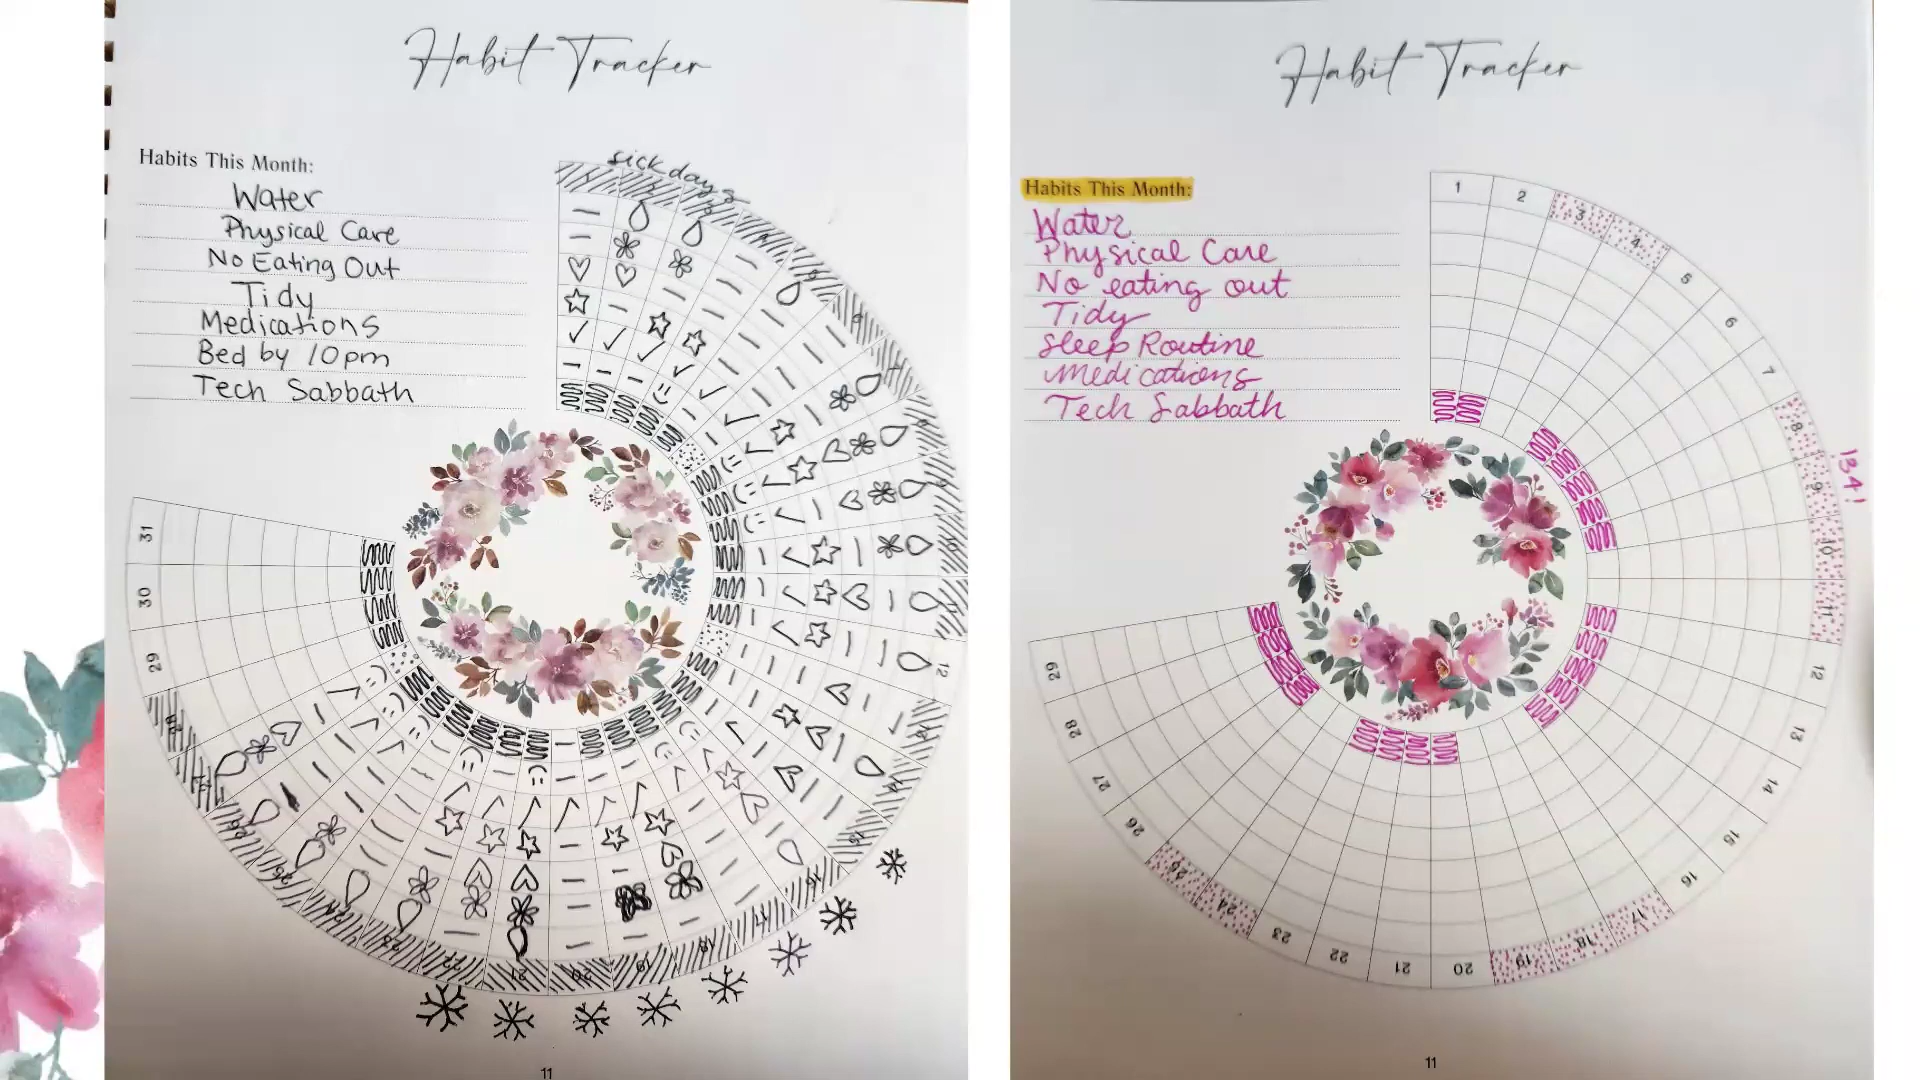 Habit Tracker
Habits This Month:
Water
Physical Care
No Eating Out
Tidy
Medications
Bed by 10pm
Tech Sabbath
sick days
12
29
30
31
11
Habit Tracker
Habits This Month:
Water
Physical Care
No eating out
Tidy
Sleep Routine
Medications
Tech Sabbath
1
2
3
4
5
6
7
8
9
10
11
12
13
14
15
16
17
18
19
20
21
22
23
24
25
26
27
28
29
11